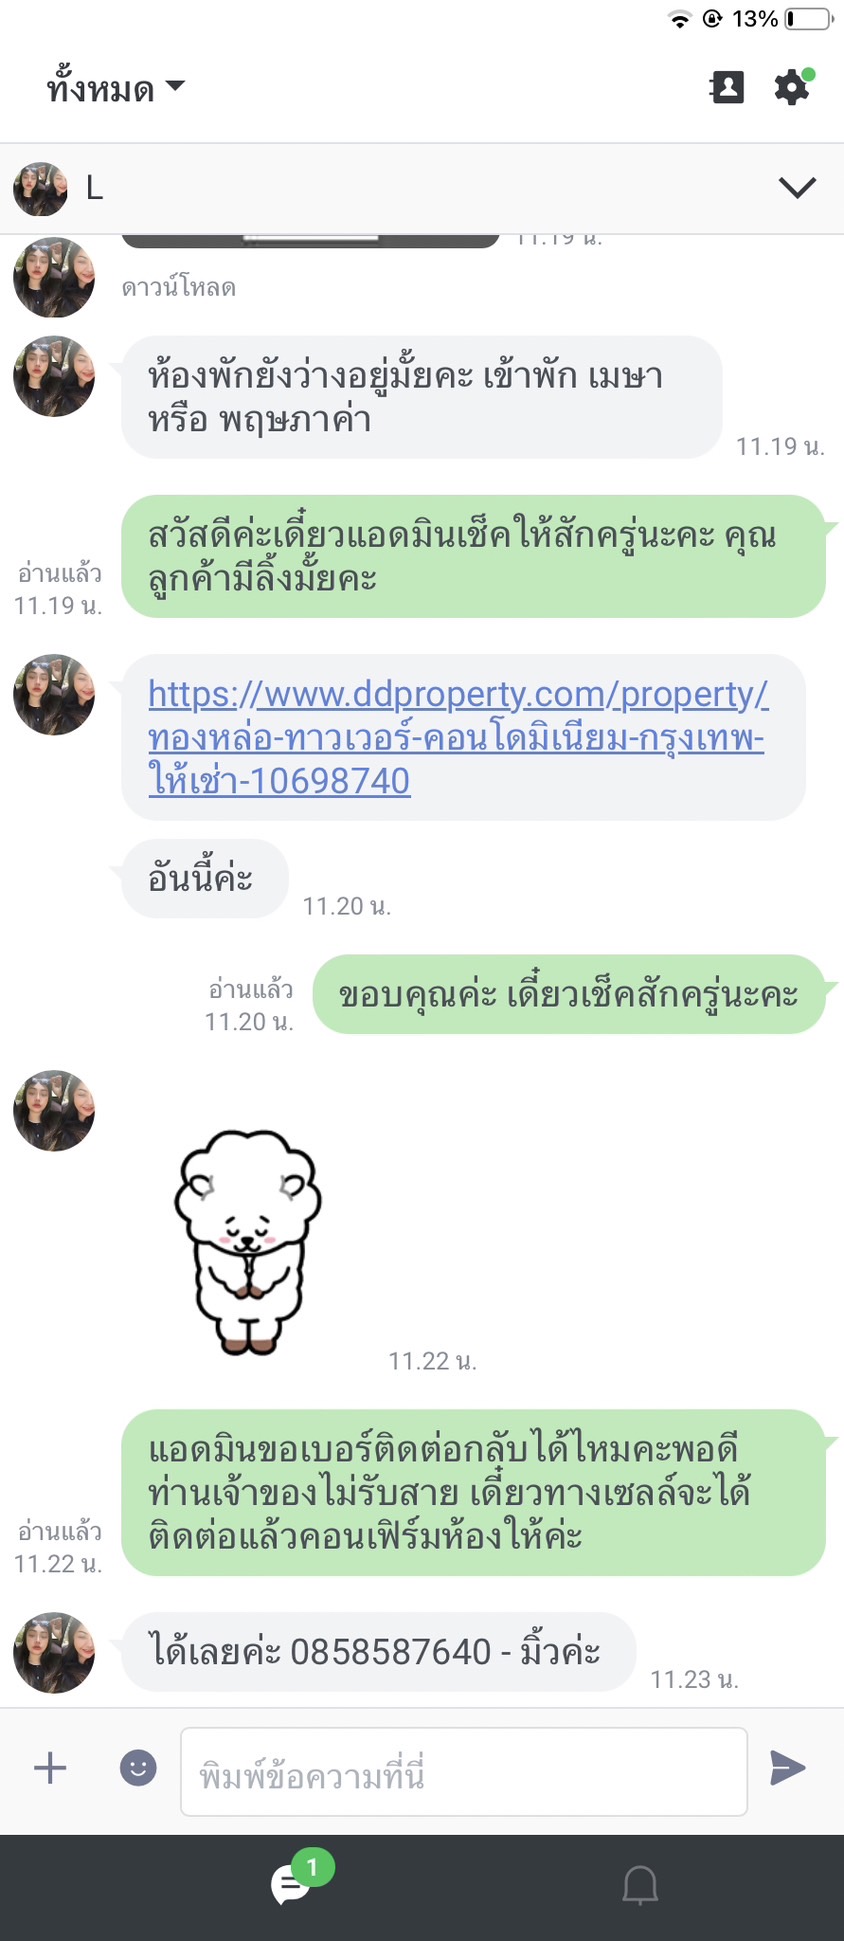 13%
ทั้งหมด
L
11.19 น.
ดาวน์โหลด
ห้องพักยังว่างอยู่มั้ยคะ เข้าพัก เมษา
หรือ พฤษภาค่า
11.19 น.
สวัสดีค่ะเดี๋ยวแอดมินเช็คให้สักครู่นะคะ คุณ
ลูกค้ามีลิ้งมั้ยคะ
อ่านแล้ว
11.19 น.
https://www.ddproperty.com/property/
ทองหล่อ-ทาวเวอร์-คอนโดมิเนียม-กรุงเทพ-
ให้เช่า-10698740
อันนี้ค่ะ
11.20 น.
ขอบคุณค่ะ เดี๋ยวเช็คสักครู่นะคะ
อ่านแล้ว
11.20 น.
11.22 น.
แอดมินขอเบอร์ติดต่อกลับได้ไหมคะพอดี
ท่านเจ้าของไม่รับสาย เดี๋ยวทางเซลล์จะได้
ติดต่อแล้วคอนเฟิร์มห้องให้ค่ะ
อ่านแล้ว
11.22 น.
ได้เลยค่ะ 0858587640 - มิ้วค่ะ
11.23 น.
พิมพ์ข้อความที่นี่
1